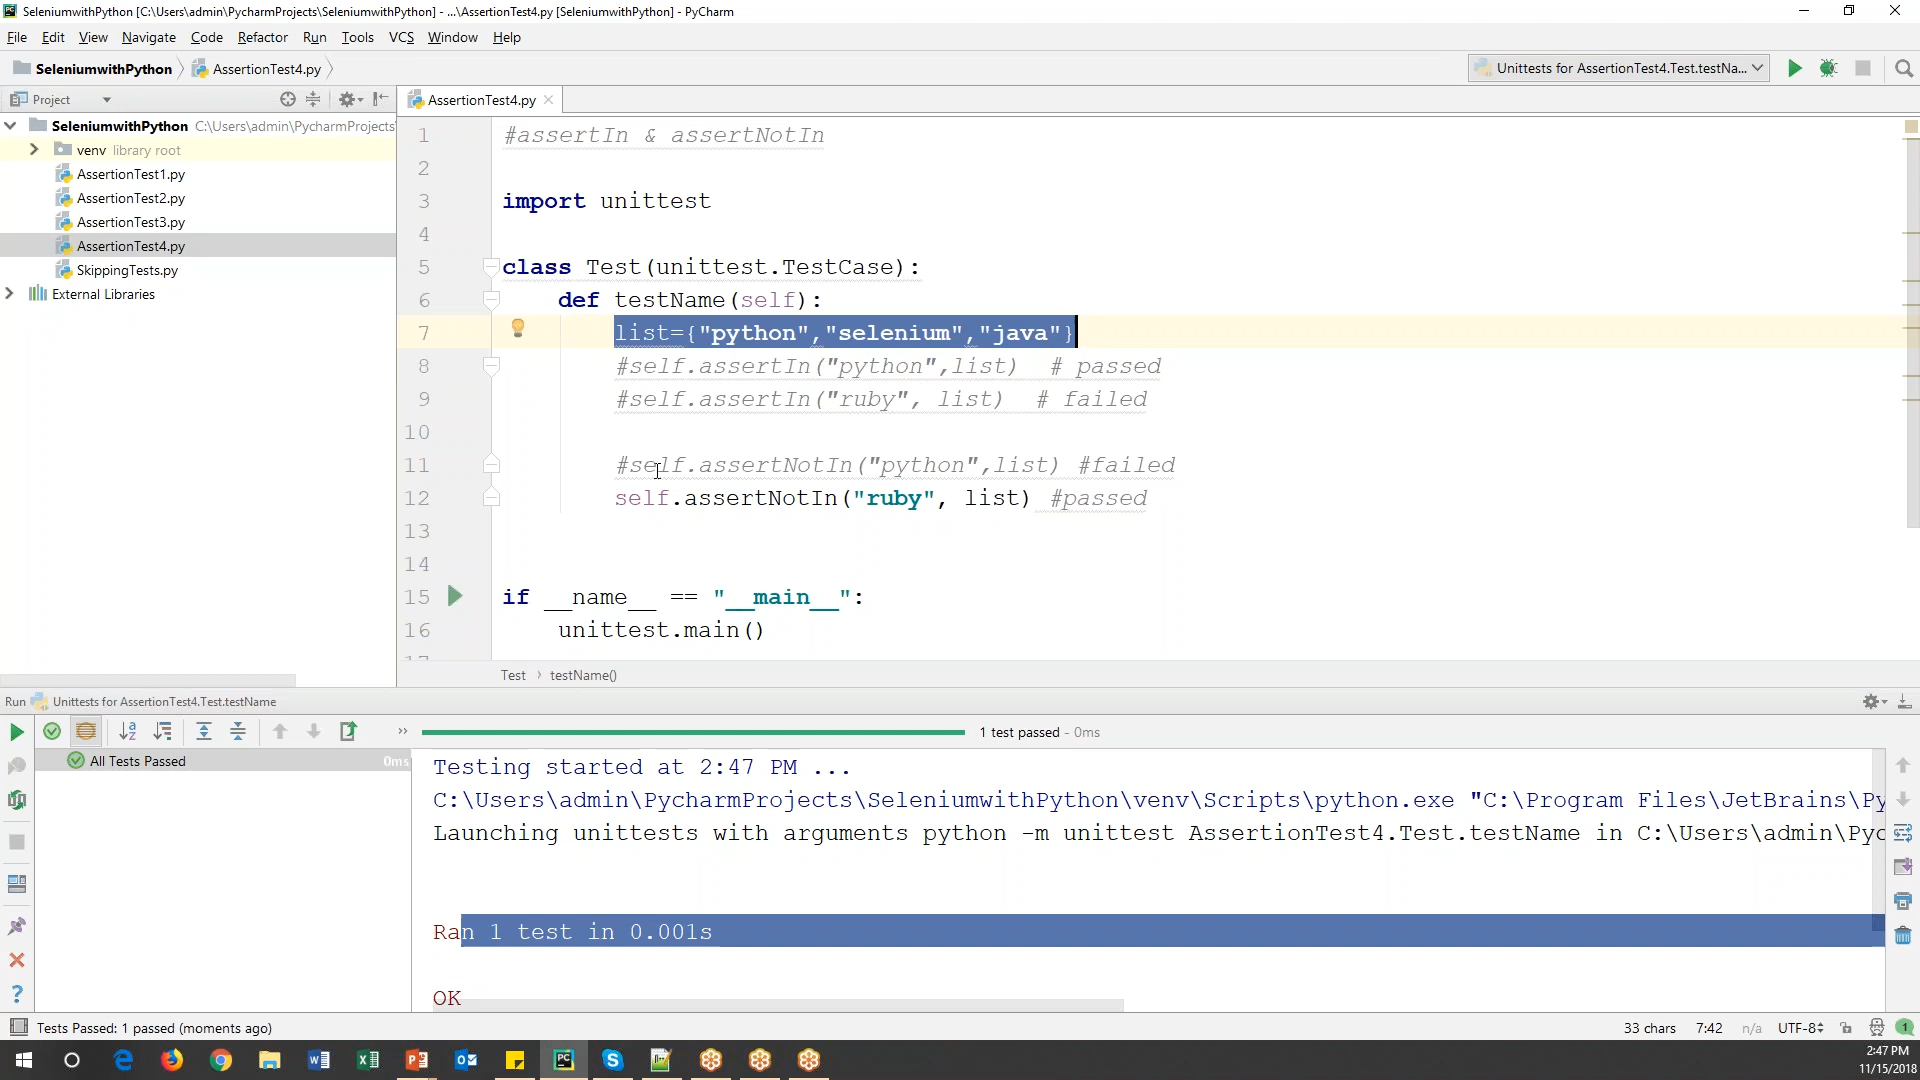 SeleniumwithPython [C:\Users\admin\PycharmProjects\SeleniumwithPython] - ...\AssertionTest4.py [SeleniumwithPython] - PyCharm
File Edit View Navigate Code Refactor Run Tools VCS Window Help
SeleniumwithPython AssertionTest4.py Unittests for AssertionTest4.Test.testNa...
Project AssertionTest4.py
SeleniumwithPython C:\Users\admin\PycharmProjects
venv library root
AssertionTest1.py
AssertionTest2.py
AssertionTest3.py
AssertionTest4.py
SkippingTests.py
External Libraries
1 #assertIn & assertNotIn
2
3 import unittest
4
5 class Test(unittest.TestCase):
6 def testName(self):
7 list={"python","selenium","java"}
8 #self.assertIn("python",list) # passed
9 #self.assertIn("ruby", list) # failed
10
11 #self.assertNotIn("python",list) #failed
12 self.assertNotIn("ruby", list) #passed
13
14
15 if __name__ == "__main__":
16 unittest.main()
Test testName()
Run Unittests for AssertionTest4.Test.testName
1 test passed - 0ms
All Tests Passed 0ms
Testing started at 2:47 PM ...
C:\Users\admin\PycharmProjects\SeleniumwithPython\venv\Scripts\python.exe "C:\Program Files\JetBrains\Py
Launching unittests with arguments python -m unittest AssertionTest4.Test.testName in C:\Users\admin\Pyc
Ran 1 test in 0.001s
OK
Tests Passed: 1 passed (moments ago) 33 chars 7:42 n/a UTF-8 1
2:47 PM
11/15/2018